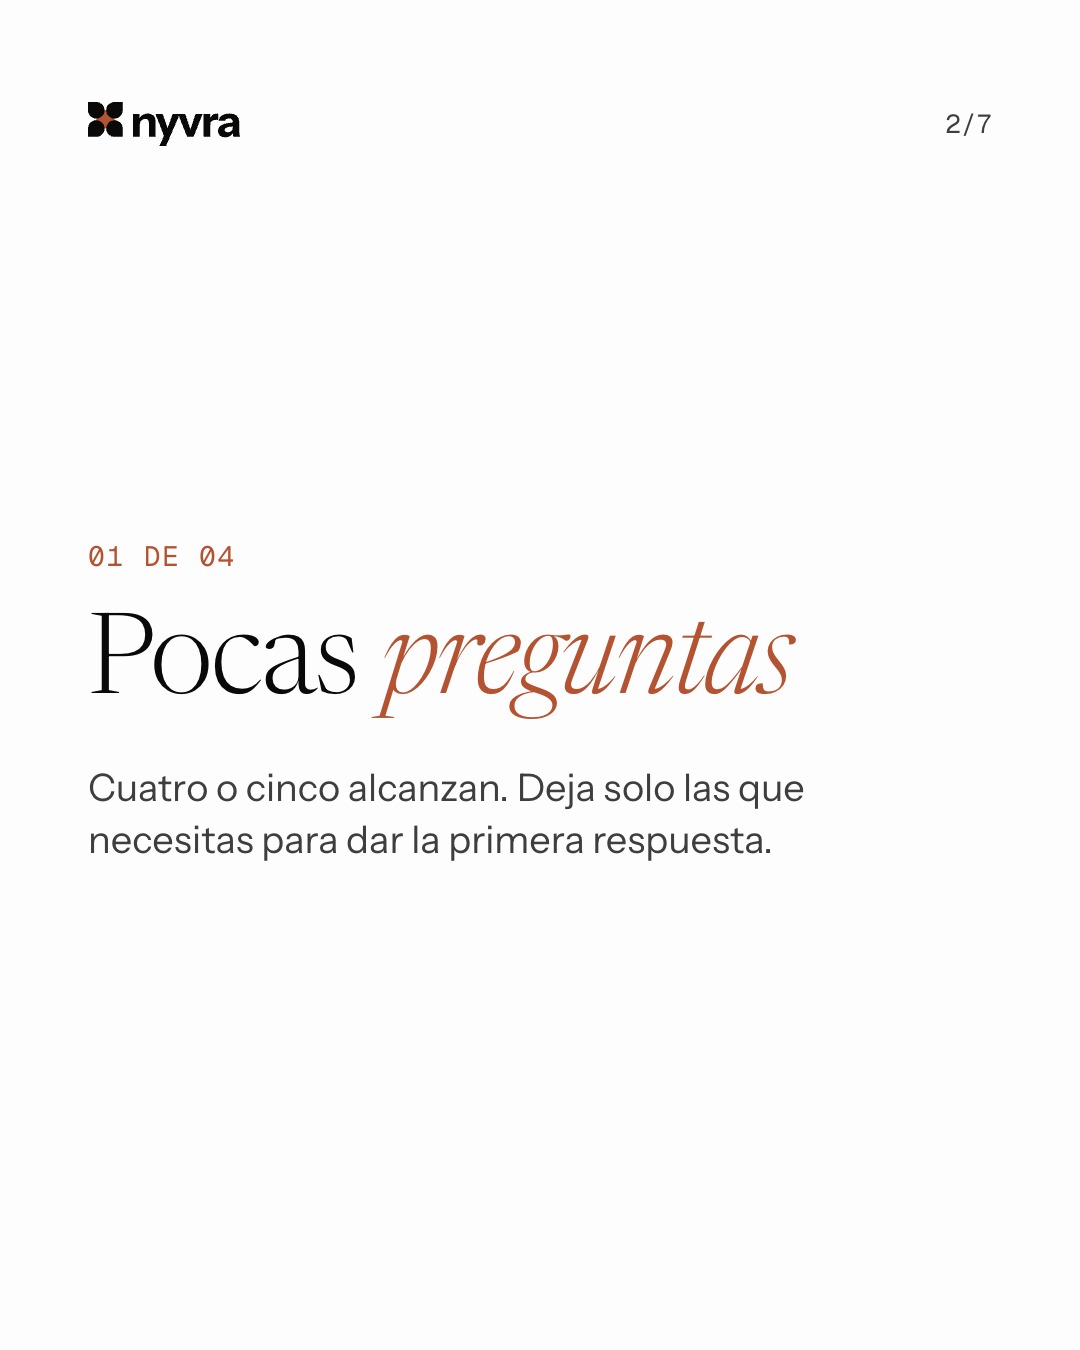 nyvra
2/7
01 DE 04
Pocas preguntas
Cuatro o cinco alcanzan. Deja solo las que
necesitas para dar la primera respuesta.